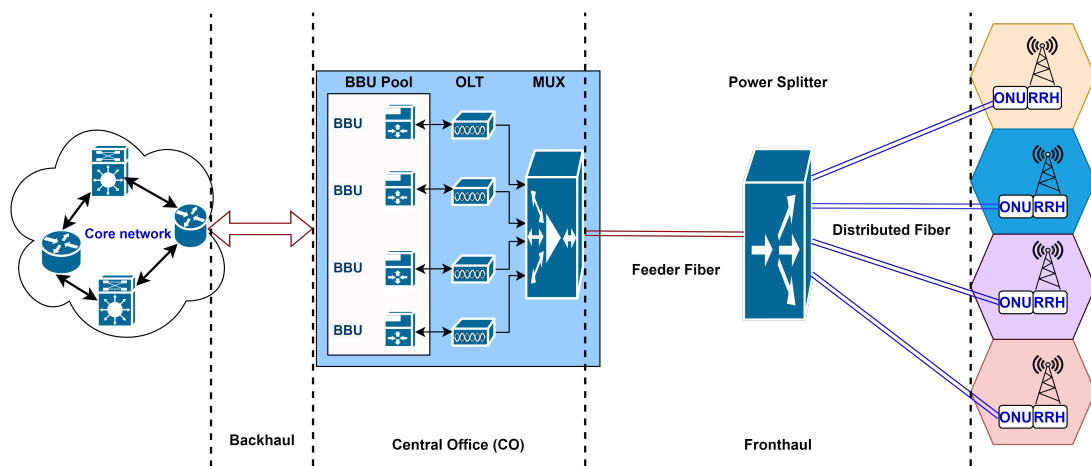 BBU Pool
OLT
MUX
Power Splitter
BBU
BBU
BBU
BBU
Core network
Feeder Fiber
Distributed Fiber
ONU RRH
ONU RRH
ONU RRH
ONU RRH
Backhaul
Central Office (CO)
Fronthaul